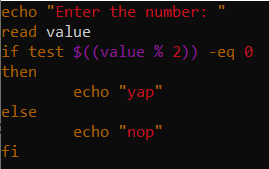 echo "Enter the number: "
read value
if test $((value % 2)) -eq 0
then
        echo "yap"
else
        echo "nop"
fi